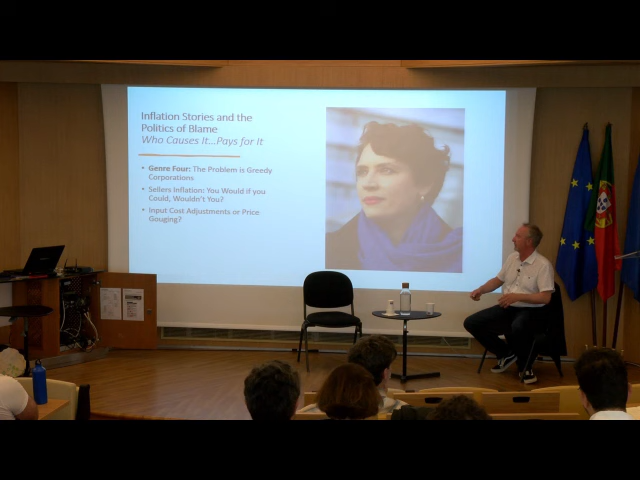 Inflation Stories and the
Politics of Blame
Who Causes It...Pays for It
• Genre Four: The Problem is Greedy
Corporations
• Sellers Inflation: You Would if you
Could, Wouldn't You?
• Input Cost Adjustments or Price
Gouging?